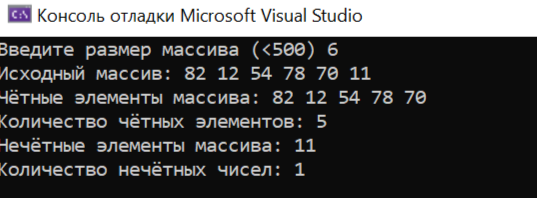 Консоль отладки Microsoft Visual Studio
Введите размер массива (<500) 6
Исходный массив: 82 12 54 78 70 11
Чётные элементы массива: 82 12 54 78 70
Количество чётных элементов: 5
Нечётные элементы массива: 11
Количество нечётных чисел: 1